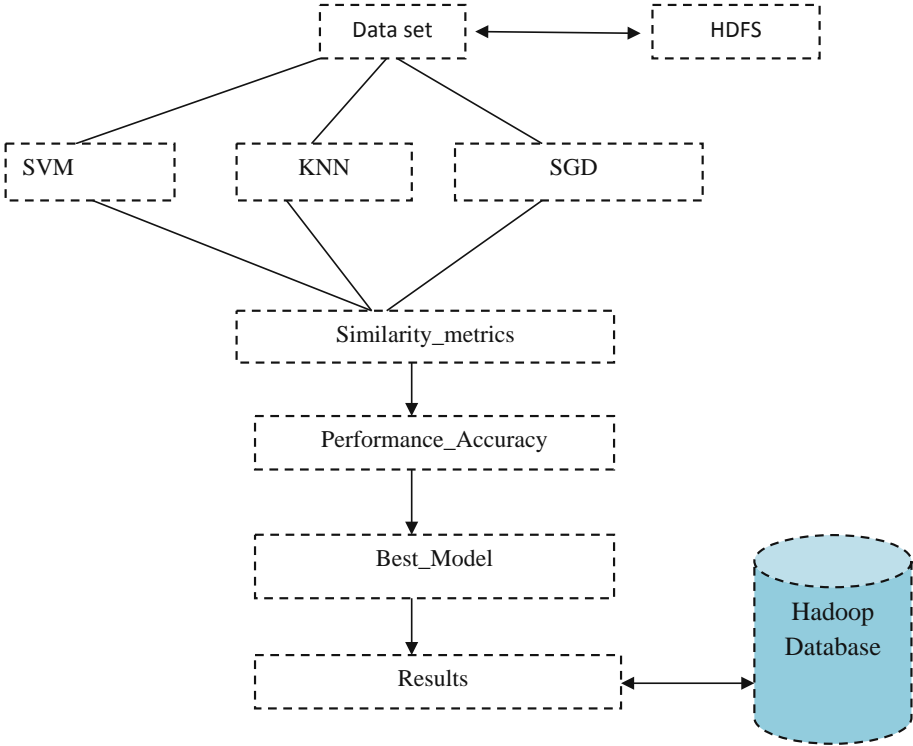 Data set
HDFS
SVM
KNN
SGD
Similarity_metrics
Performance_Accuracy
Best_Model
Hadoop
Database
Results